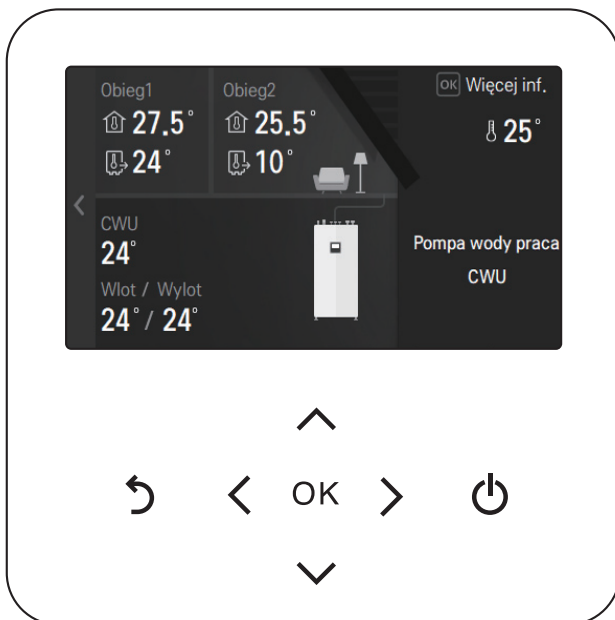 Obieg1
27.5°
24°
Obieg2
25.5°
10°
OK Więcej inf.
25°
CWU
24°
Wlot / Wylot
24° / 24°
Pompa wody praca
CWU
OK